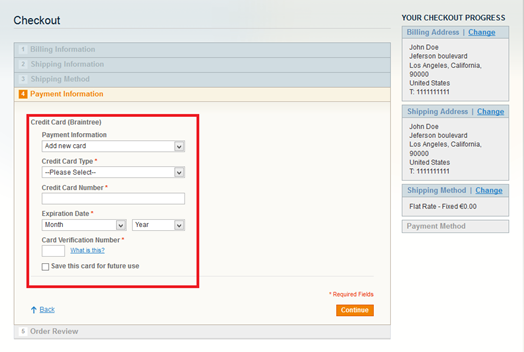 Checkout
1 Billing Information
2 Shipping Information
3 Shipping Method
4 Payment Information
Credit Card (Braintree)
Payment Information
Add new card
Credit Card Type *
--Please Select--
Credit Card Number *
Expiration Date *
Month Year
Card Verification Number *
What is this?
Save this card for future use
* Required Fields
Back
Continue
5 Order Review
YOUR CHECKOUT PROGRESS
Billing Address | Change
John Doe
Jeferson boulevard
Los Angeles, California,
90000
United States
T: 1111111111
Shipping Address | Change
John Doe
Jeferson boulevard
Los Angeles, California,
90000
United States
T: 1111111111
Shipping Method | Change
Flat Rate - Fixed €0.00
Payment Method